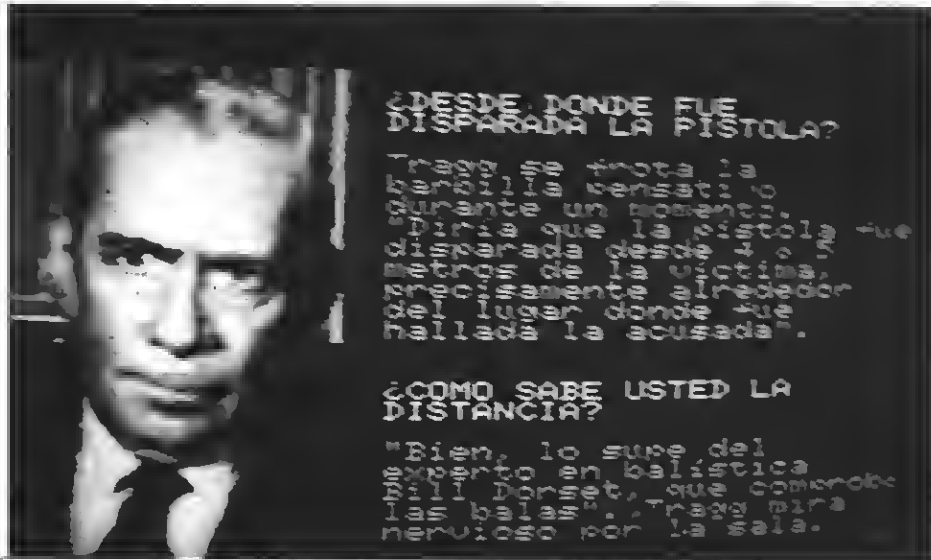 ¿DESDE DONDE FUE
DISPARADA LA PISTOLA?
Tragg se frota la
barbilla pensativo
durante un momento.
"Diría que la pistola fue
disparada desde 4 o 5
metros de la víctima,
precisamente alrededor
del lugar donde fue
hallada la acusada".
¿COMO SABE USTED LA
DISTANCIA?
"Bien, lo supe del
experto en balística
Bill Dorset, que comprobó
las balas". Tragg mira
nervioso por la sala.